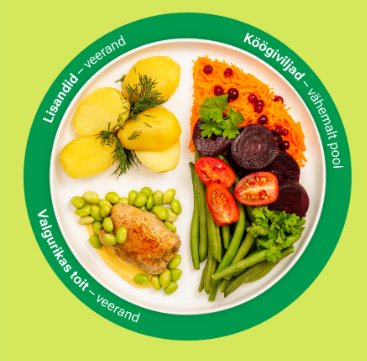 Lisandid – veerand
Köögiviljad – vähemalt pool
Valgurikas toit – veerand